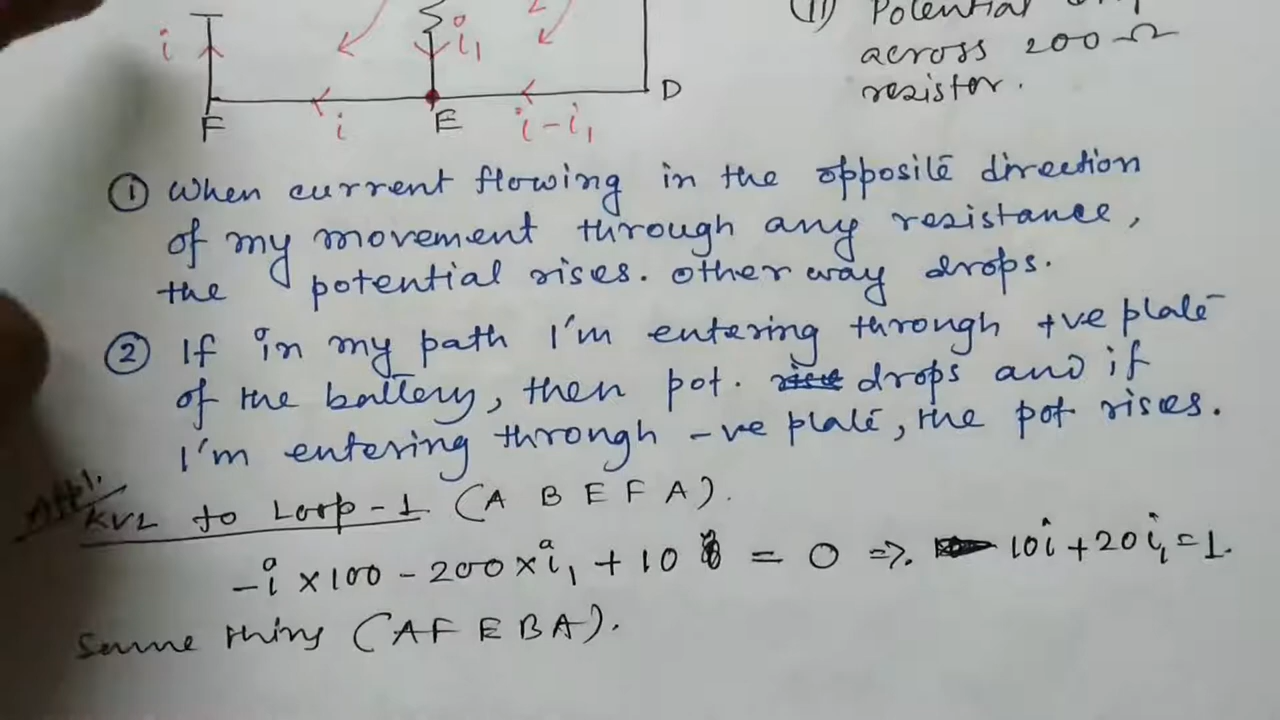 (ii) Potential
across 200-Ω
resistor.
i
i₁
F
i
E
i-i₁
D
① When current flowing in the opposite direction
of my movement through any resistance,
the potential rises. Other way drops.
② If in my path I'm entering through +ve plate
of the battery, then pot. drops and if
I'm entering through -ve plate, the pot rises.
KVL to Loop-1 (A B E F A).
-i × 100 - 200 × i₁ + 10 = 0 ⇒ 10i + 20i₁ = 1.
Same thing (AF E BA).